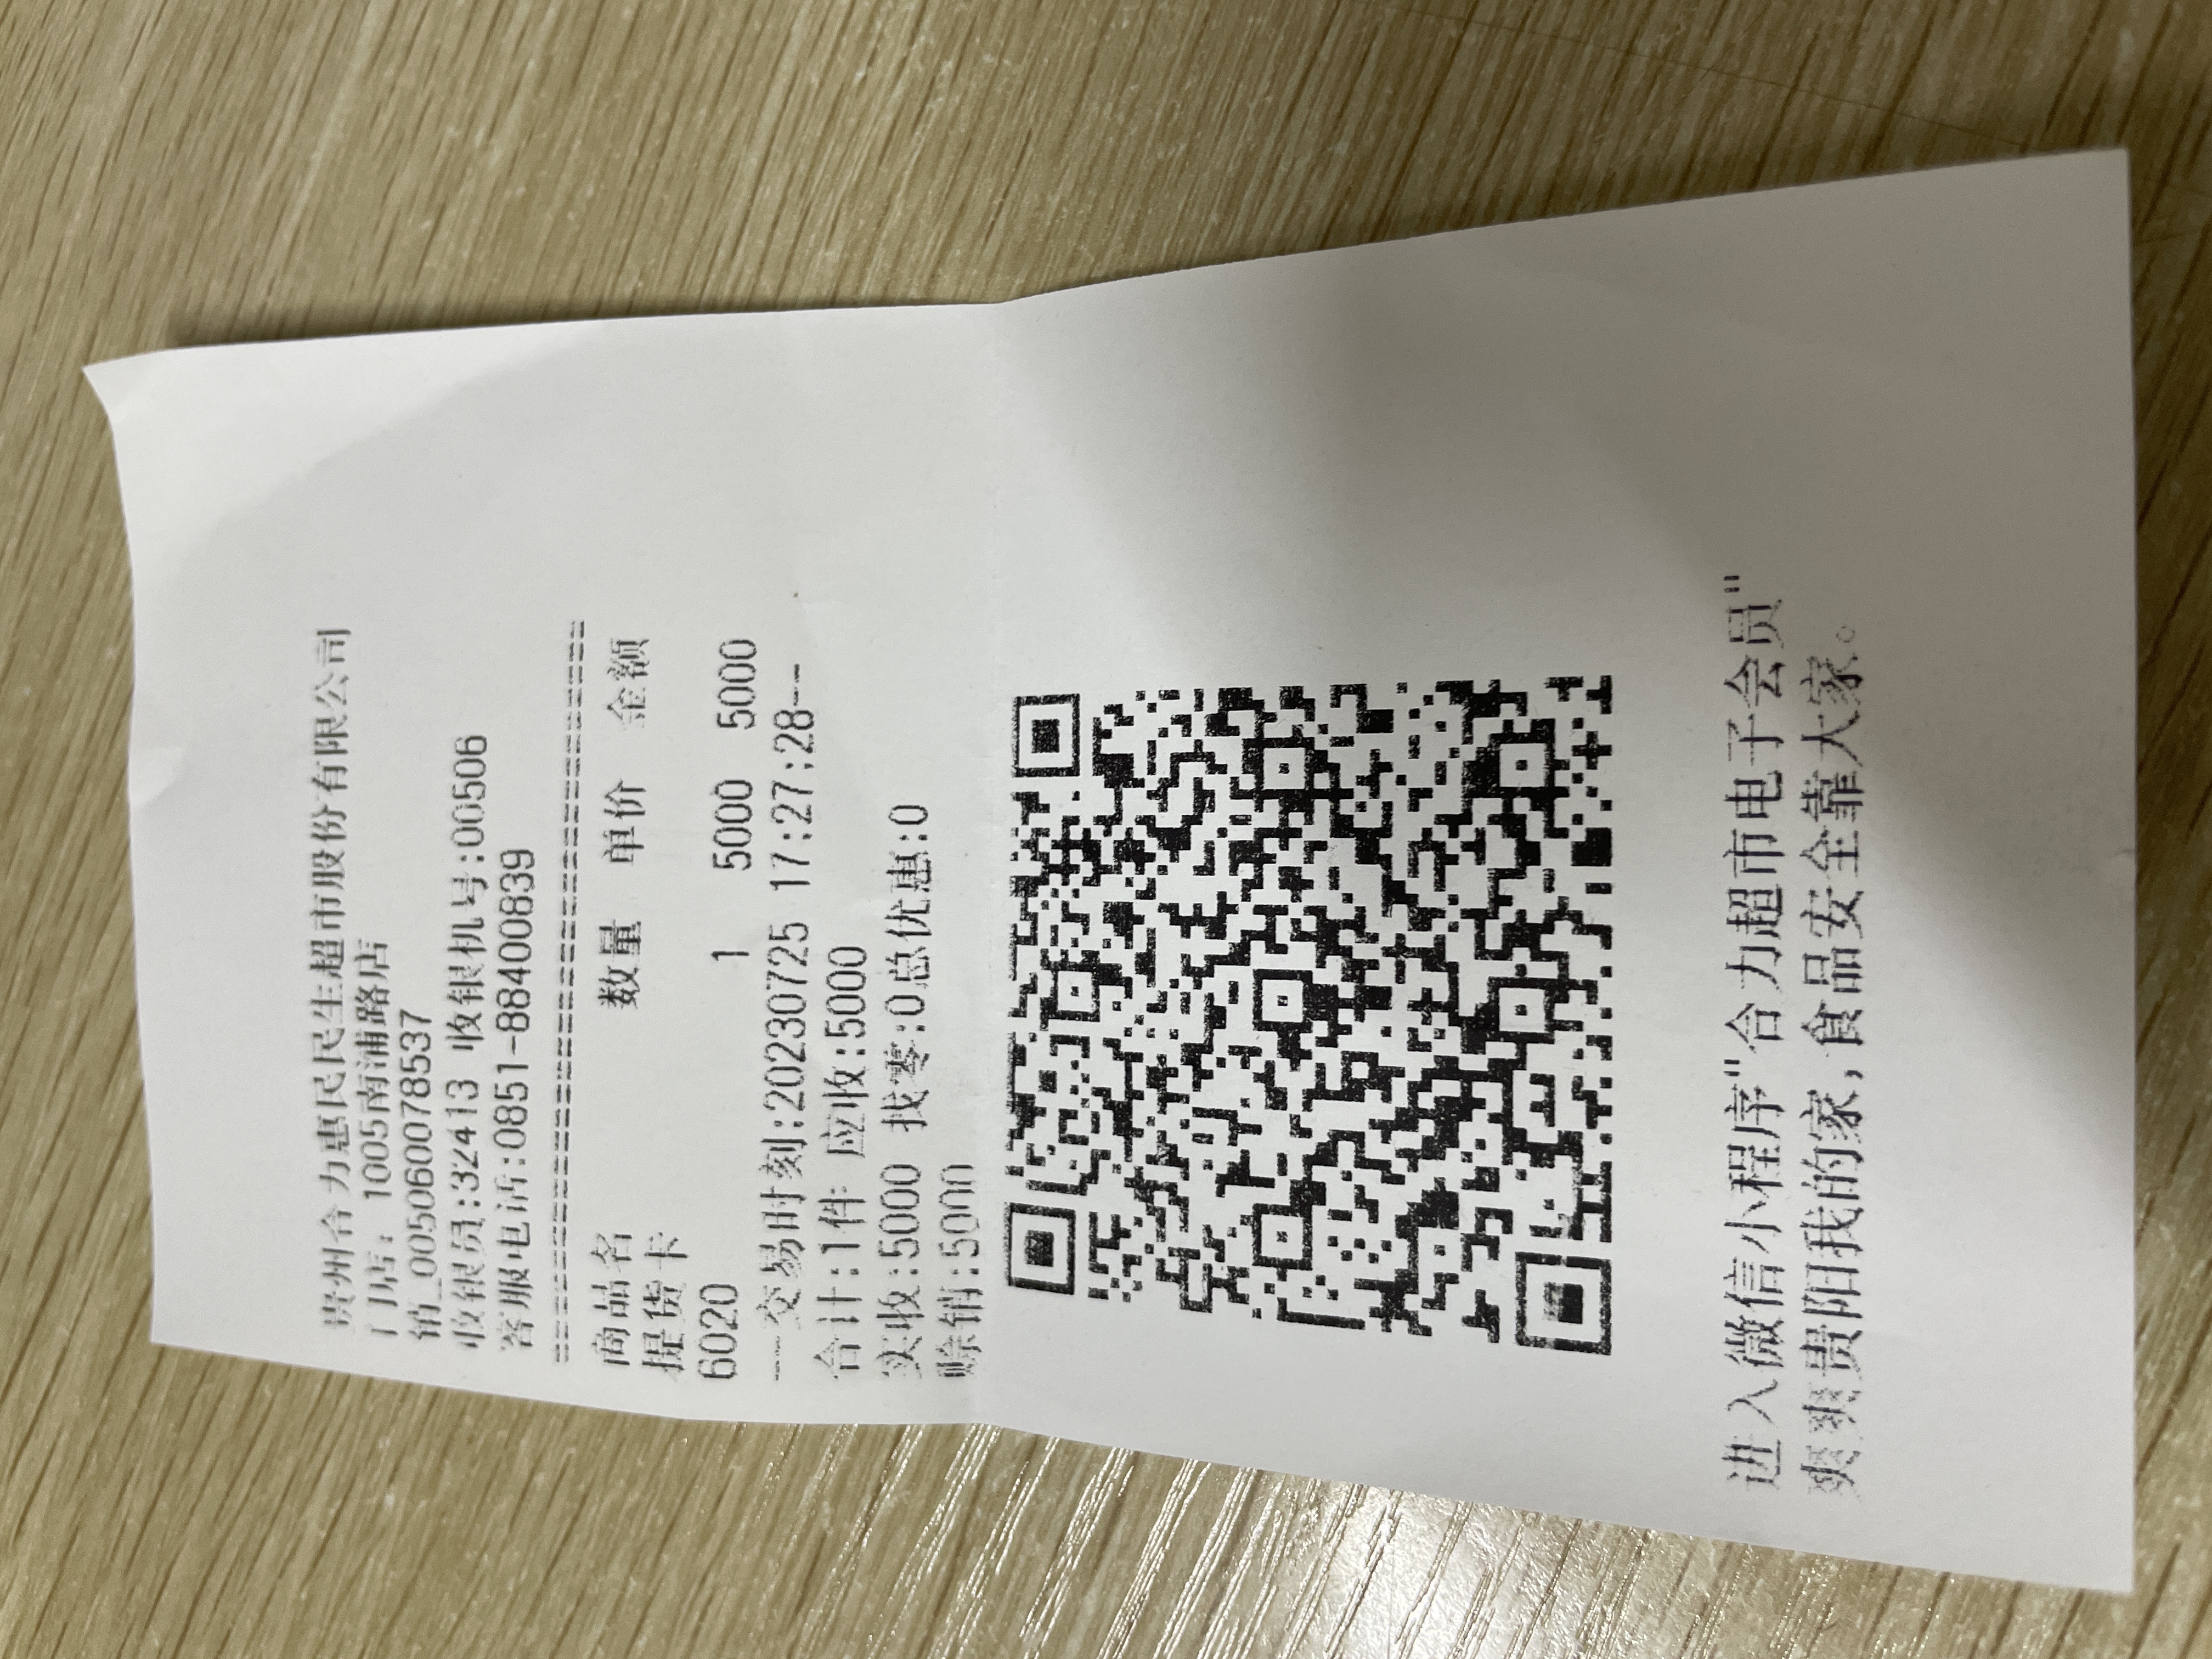 贵州合力惠民民生超市股份有限公司
门店: 1005南浦路店
销_0050600078537
收银员:32413 收银机号:00506
客服电话:0851-88400839
======================================
商品名 数量 单价 金额
提货卡
6020 1 5000 5000
---交易时刻:20230725 17:27:28--
合计:1件 应收:5000
实收:5000 找零:0总优惠:0
赊销:5000
进入微信小程序"合力超市电子会员"
爽爽贵阳我的家,食品安全靠大家。